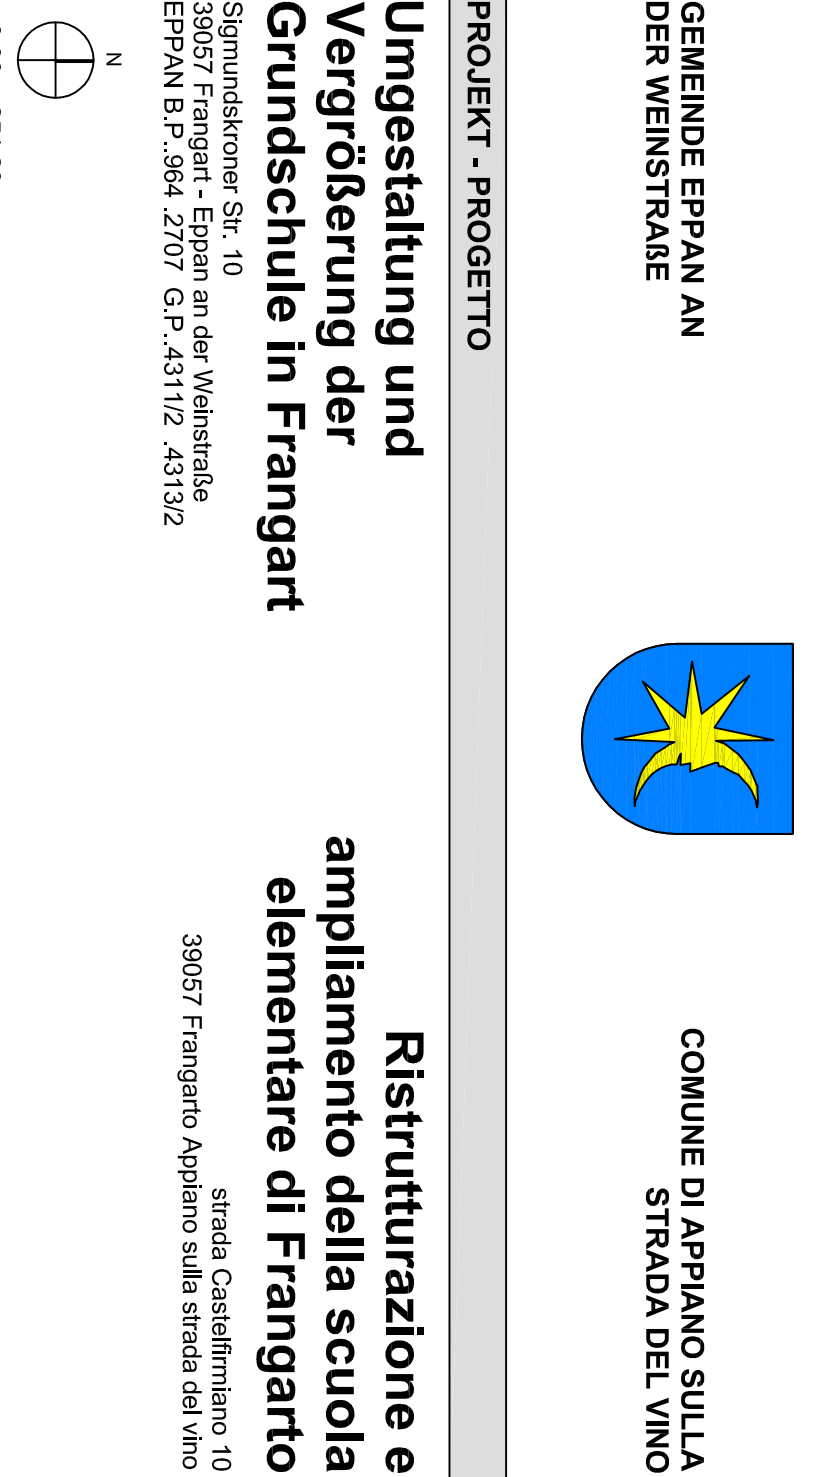 GEMEINDE EPPAN AN
DER WEINSTRAßE
COMUNE DI APPIANO SULLA
STRADA DEL VINO
PROJEKT - PROGETTO
Umgestaltung und
Vergrößerung der
Grundschule in Frangart
Ristrutturazione e
ampliamento della scuola
elementare di Frangarto
Sigmundskroner Str. 10
39057 Frangart - Eppan an der Weinstraße
EPPAN B.P..964 .2707 G.P..4311/2 .4313/2
strada Castelfirmiano 10
39057 Frangarto Appiano sulla strada del vino
N